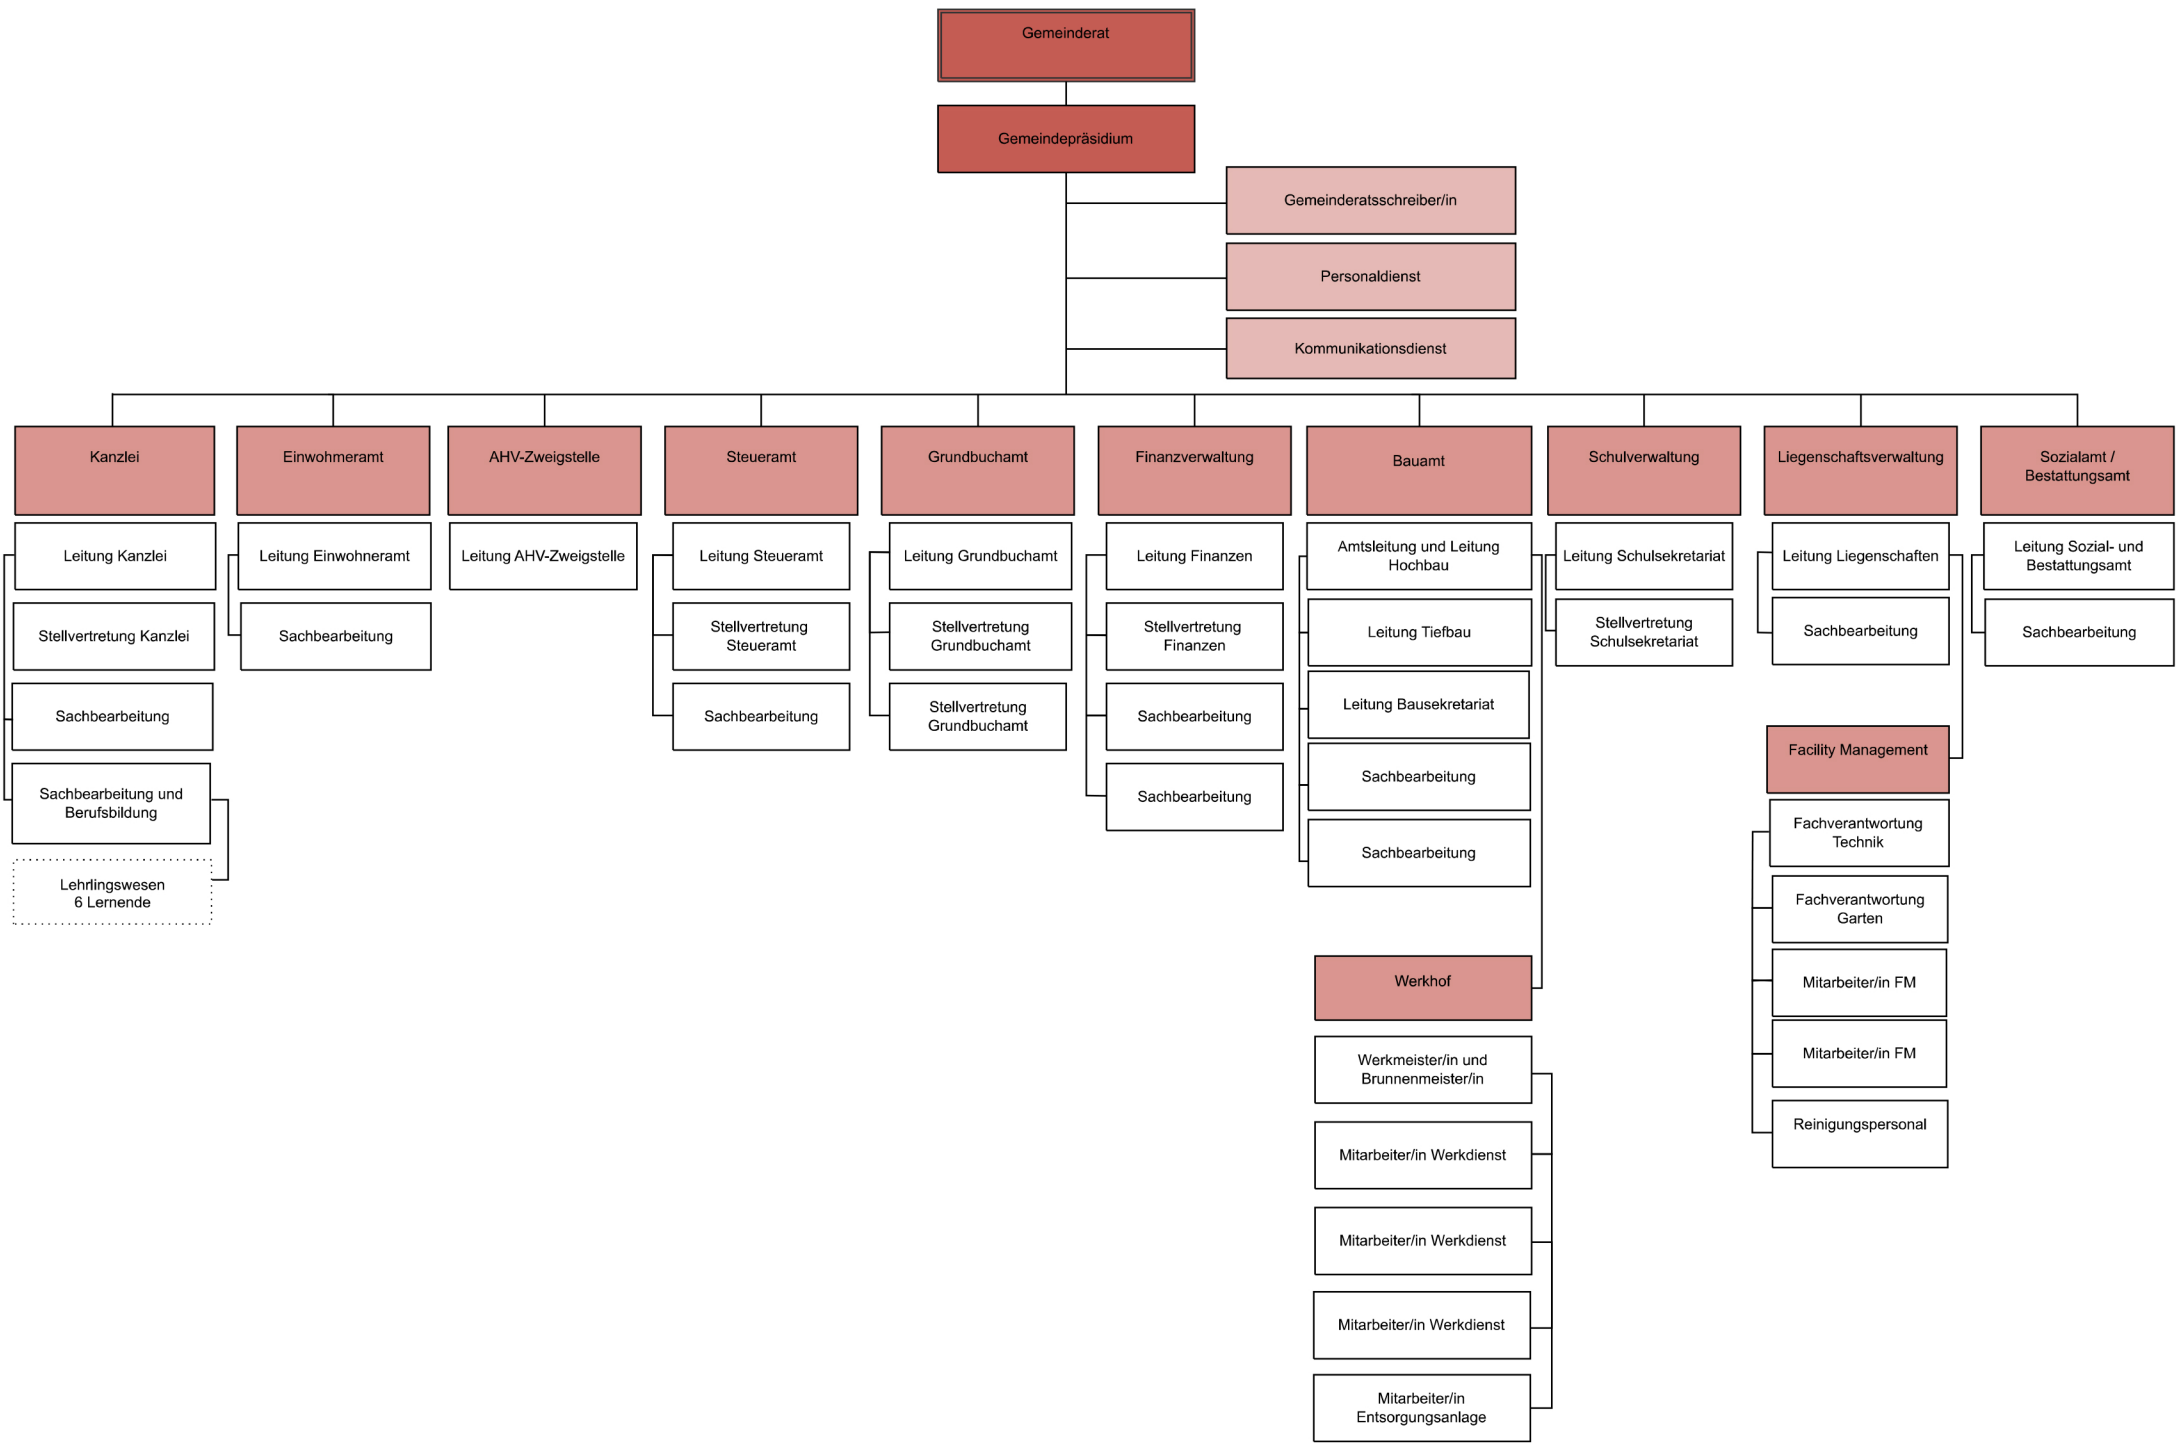 Gemeinderat
Gemeindepräsidium
Gemeinderatsschreiber/in
Personaldienst
Kommunikationsdienst
Kanzlei
Leitung Kanzlei
Stellvertretung Kanzlei
Sachbearbeitung
Sachbearbeitung und
Berufsbildung
Lehrlingswesen
6 Lernende
Einwohmeramt
Leitung Einwohneramt
Sachbearbeitung
AHV-Zweigstelle
Leitung AHV-Zweigstelle
Steueramt
Leitung Steueramt
Stellvertretung
Steueramt
Sachbearbeitung
Grundbuchamt
Leitung Grundbuchamt
Stellvertretung
Grundbuchamt
Stellvertretung
Grundbuchamt
Finanzverwaltung
Leitung Finanzen
Stellvertretung
Finanzen
Sachbearbeitung
Sachbearbeitung
Bauamt
Amtsleitung und Leitung
Hochbau
Leitung Tiefbau
Leitung Bausekretariat
Sachbearbeitung
Sachbearbeitung
Werkhof
Werkmeister/in und
Brunnenmeister/in
Mitarbeiter/in Werkdienst
Mitarbeiter/in Werkdienst
Mitarbeiter/in Werkdienst
Mitarbeiter/in
Entsorgungsanlage
Schulverwaltung
Leitung Schulsekretariat
Stellvertretung
Schulsekretariat
Liegenschaftsverwaltung
Leitung Liegenschaften
Sachbearbeitung
Facility Management
Fachverantwortung
Technik
Fachverantwortung
Garten
Mitarbeiter/in FM
Mitarbeiter/in FM
Reinigungspersonal
Sozialamt /
Bestattungsamt
Leitung Sozial- und
Bestattungsamt
Sachbearbeitung